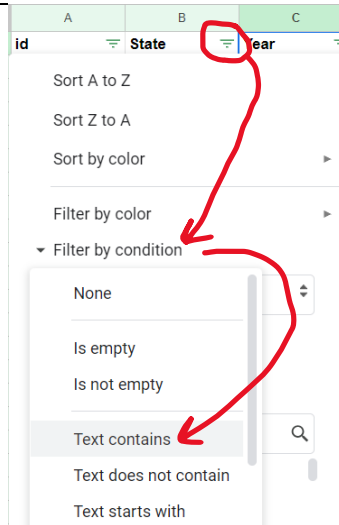 A B C
id State Year
Sort A to Z
Sort Z to A
Sort by color
Filter by color
Filter by condition
None
Is empty
Is not empty
Text contains
Text does not contain
Text starts with